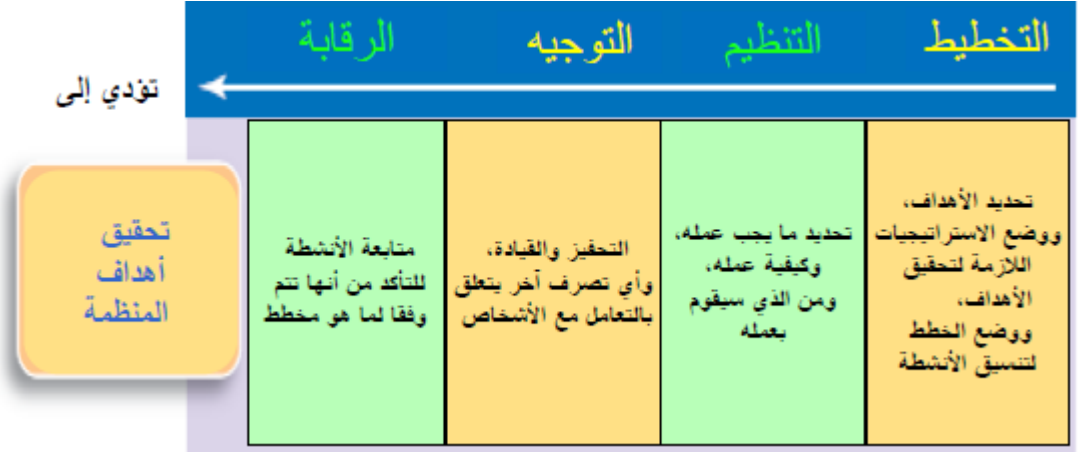 التخطيط
التنظيم
التوجيه
الرقابة
تؤدي إلى
تحديد الأهداف،
ووضع الاستراتيجيات
اللازمة لتحقيق
الأهداف،
ووضع الخطط
لتنسيق الأنشطة
تحديد ما يجب عمله،
وكيفية عمله،
ومن الذي سيقوم
بعمله
التحفيز والقيادة،
وأي تصرف آخر يتعلق
بالتعامل مع الأشخاص
متابعة الأنشطة
للتأكد من أنها تتم
وفقا لما هو مخطط
تحقيق
أهداف
المنظمة